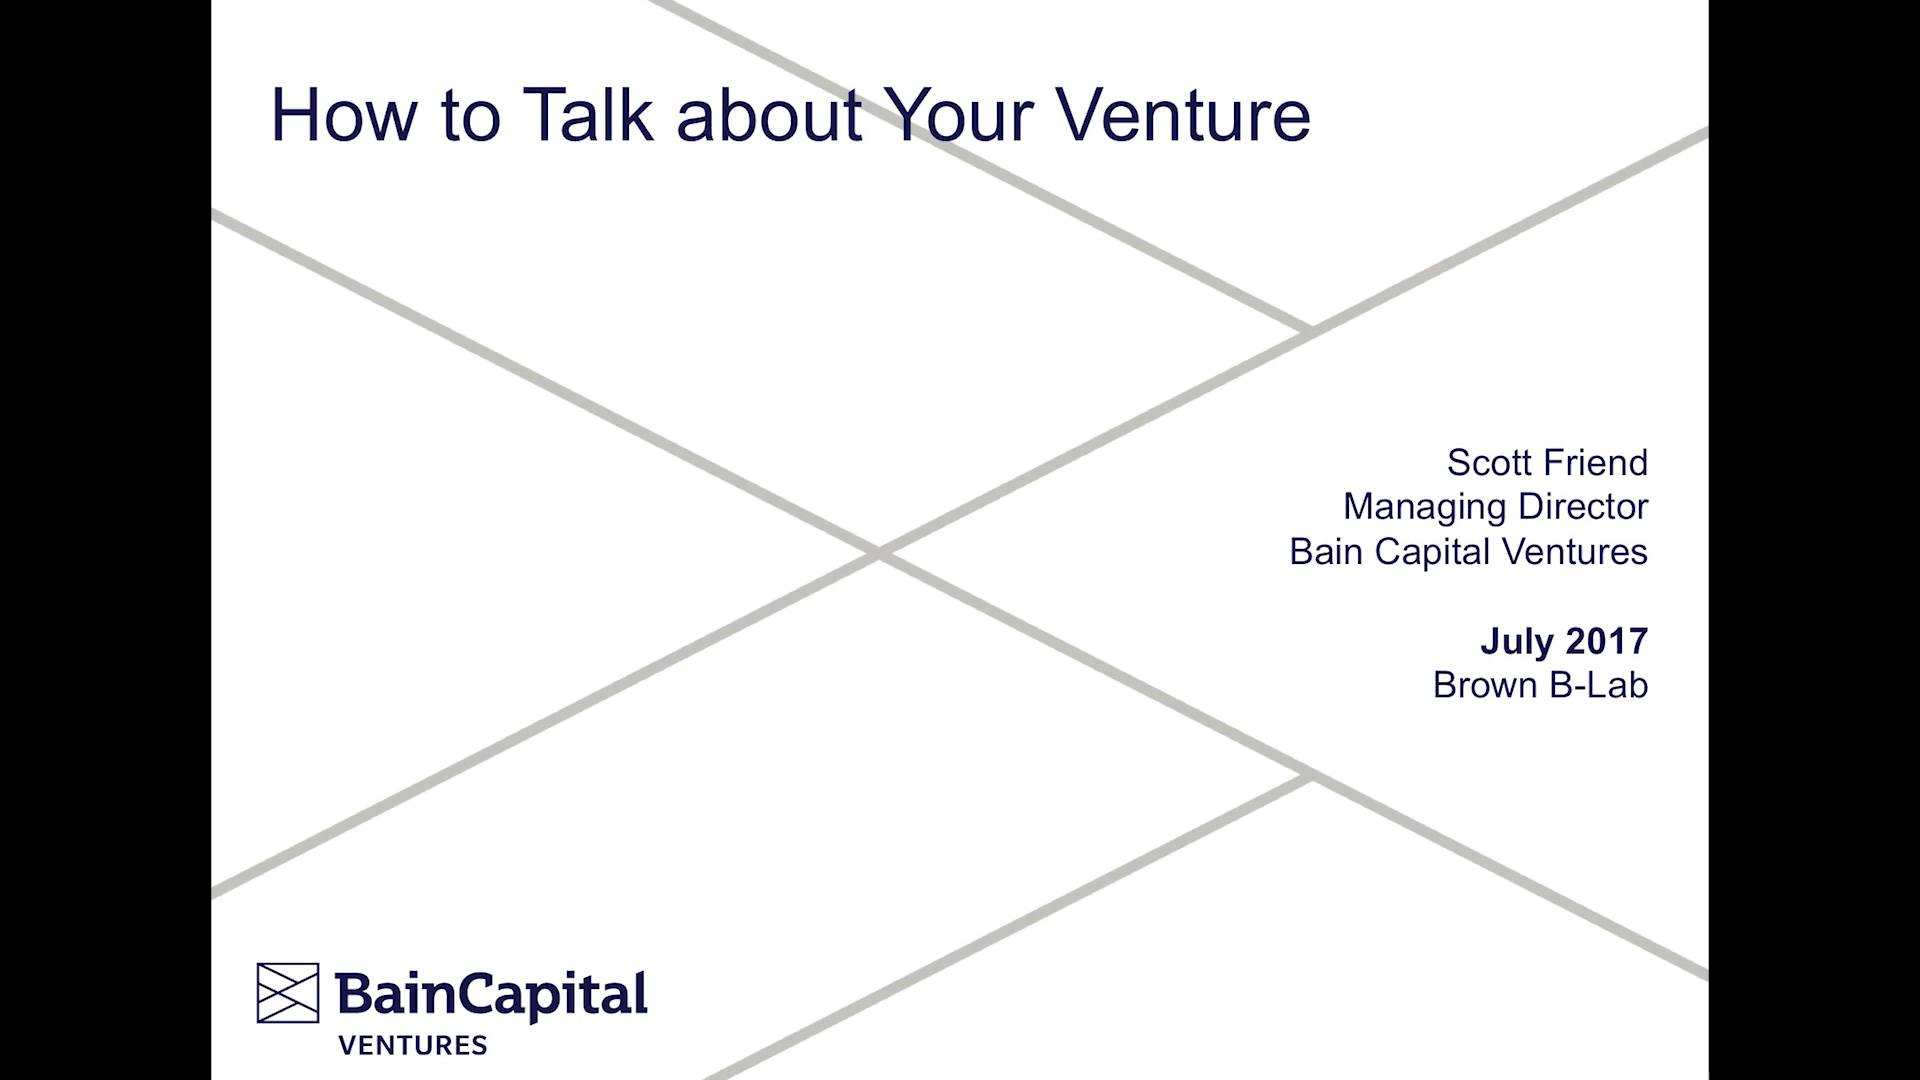 How to Talk about Your Venture
Scott Friend
Managing Director
Bain Capital Ventures
July 2017
Brown B-Lab
BainCapital
VENTURES